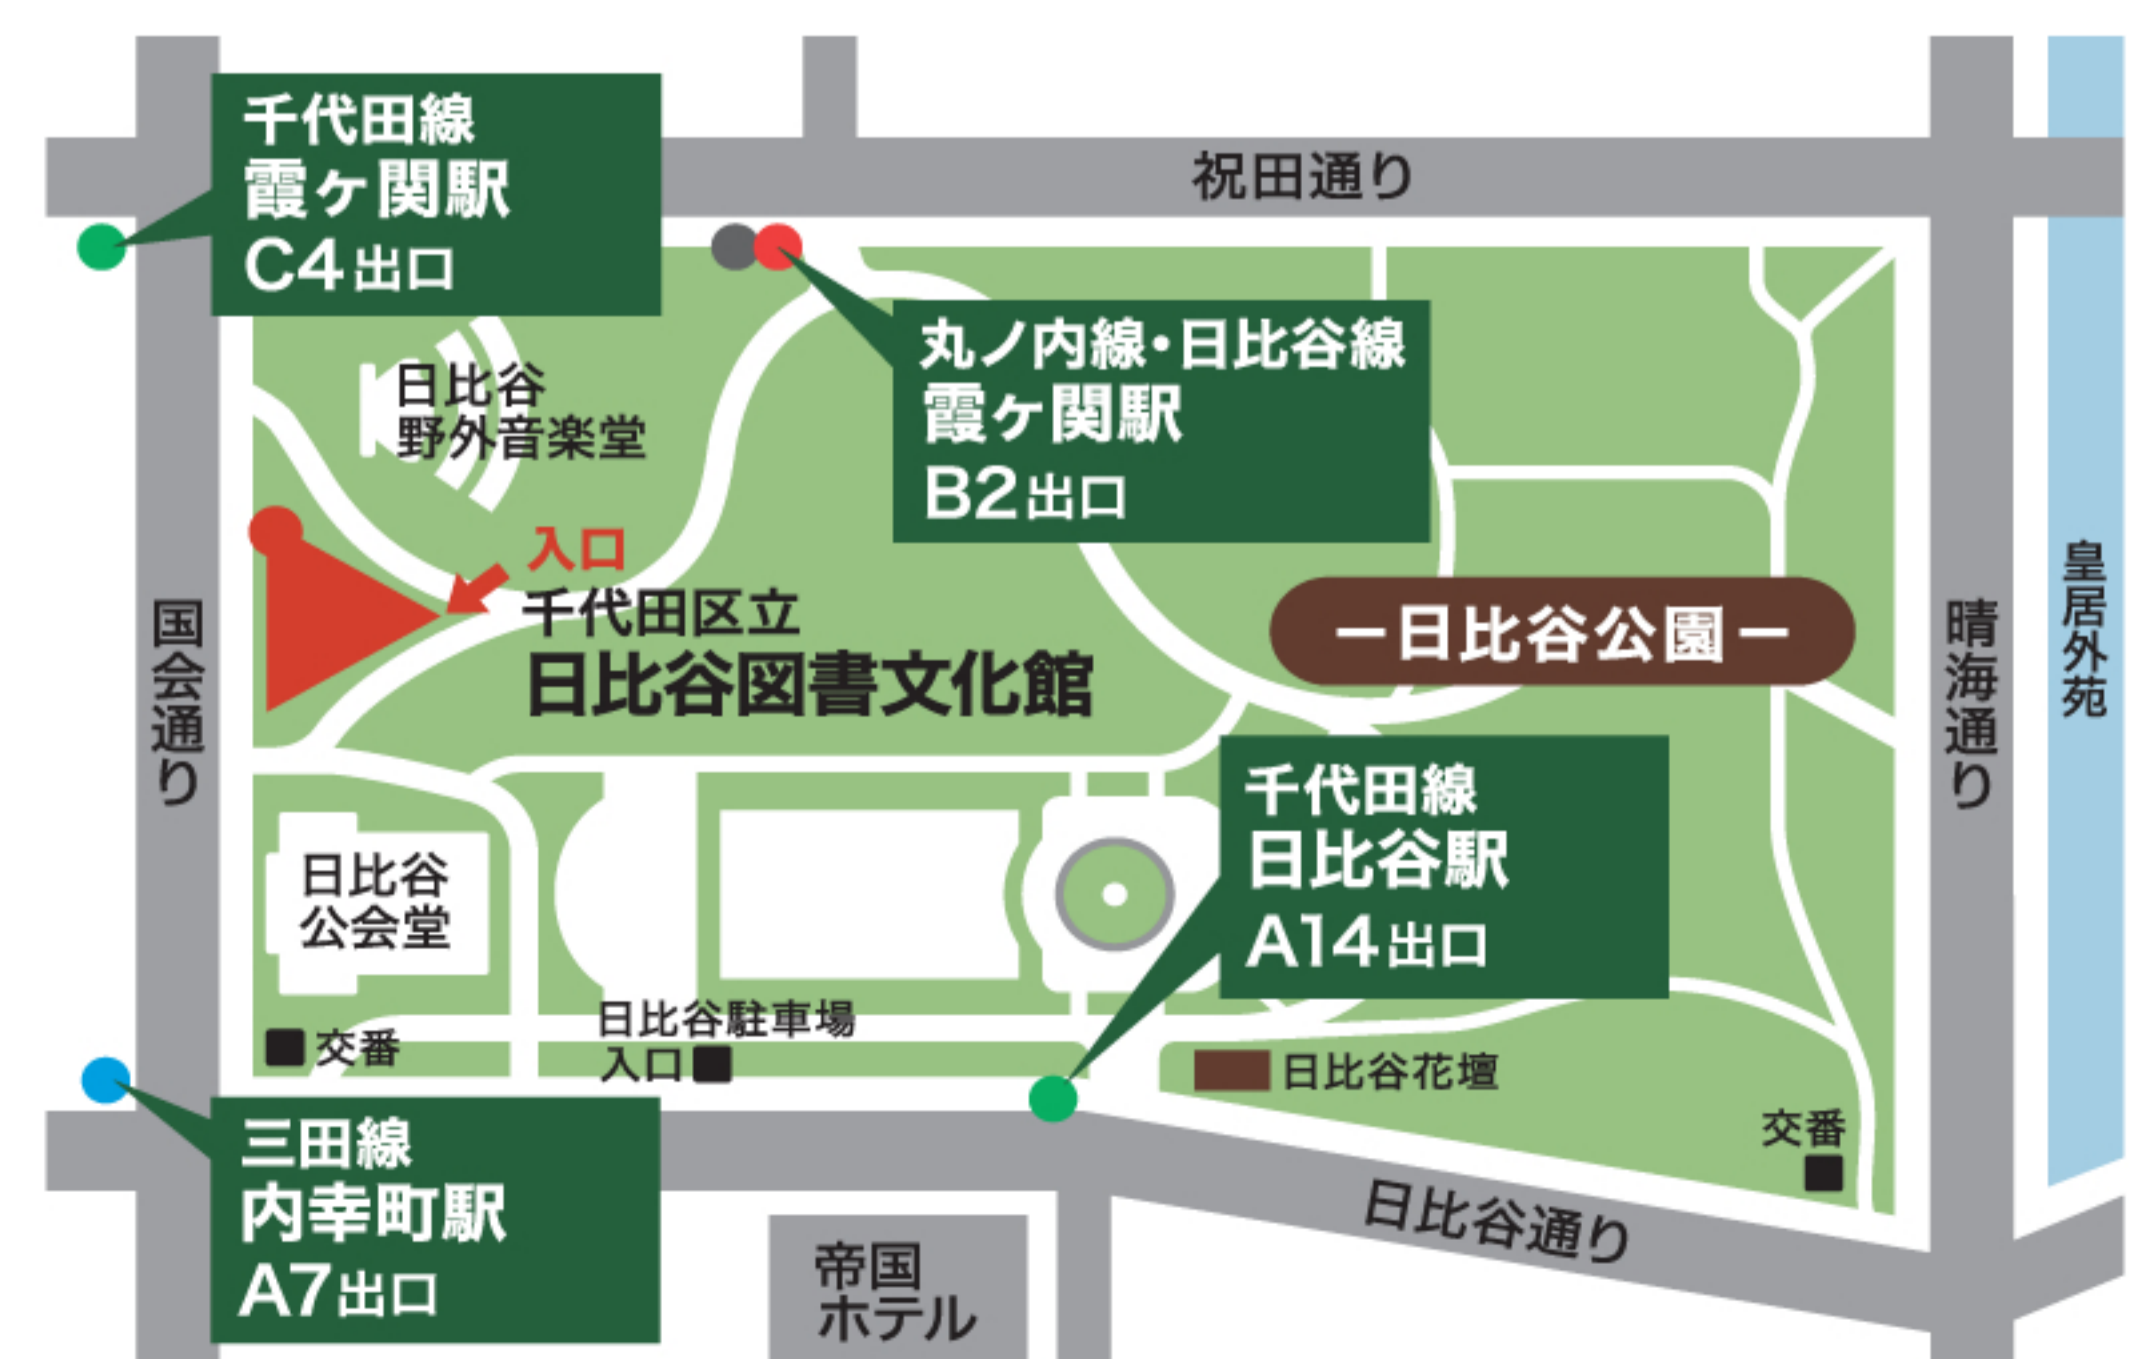 千代田線
霞ヶ関駅
C4出口
祝田通り
丸ノ内線・日比谷線
霞ヶ関駅
B2出口
日比谷
野外音楽堂
入口
千代田区立
日比谷図書文化館
ー日比谷公園ー
国会通り
晴海通り
皇居外苑
千代田線
日比谷駅
A14出口
日比谷
公会堂
交番
日比谷駐車場
入口
日比谷花壇
交番
三田線
内幸町駅
A7出口
日比谷通り
帝国
ホテル